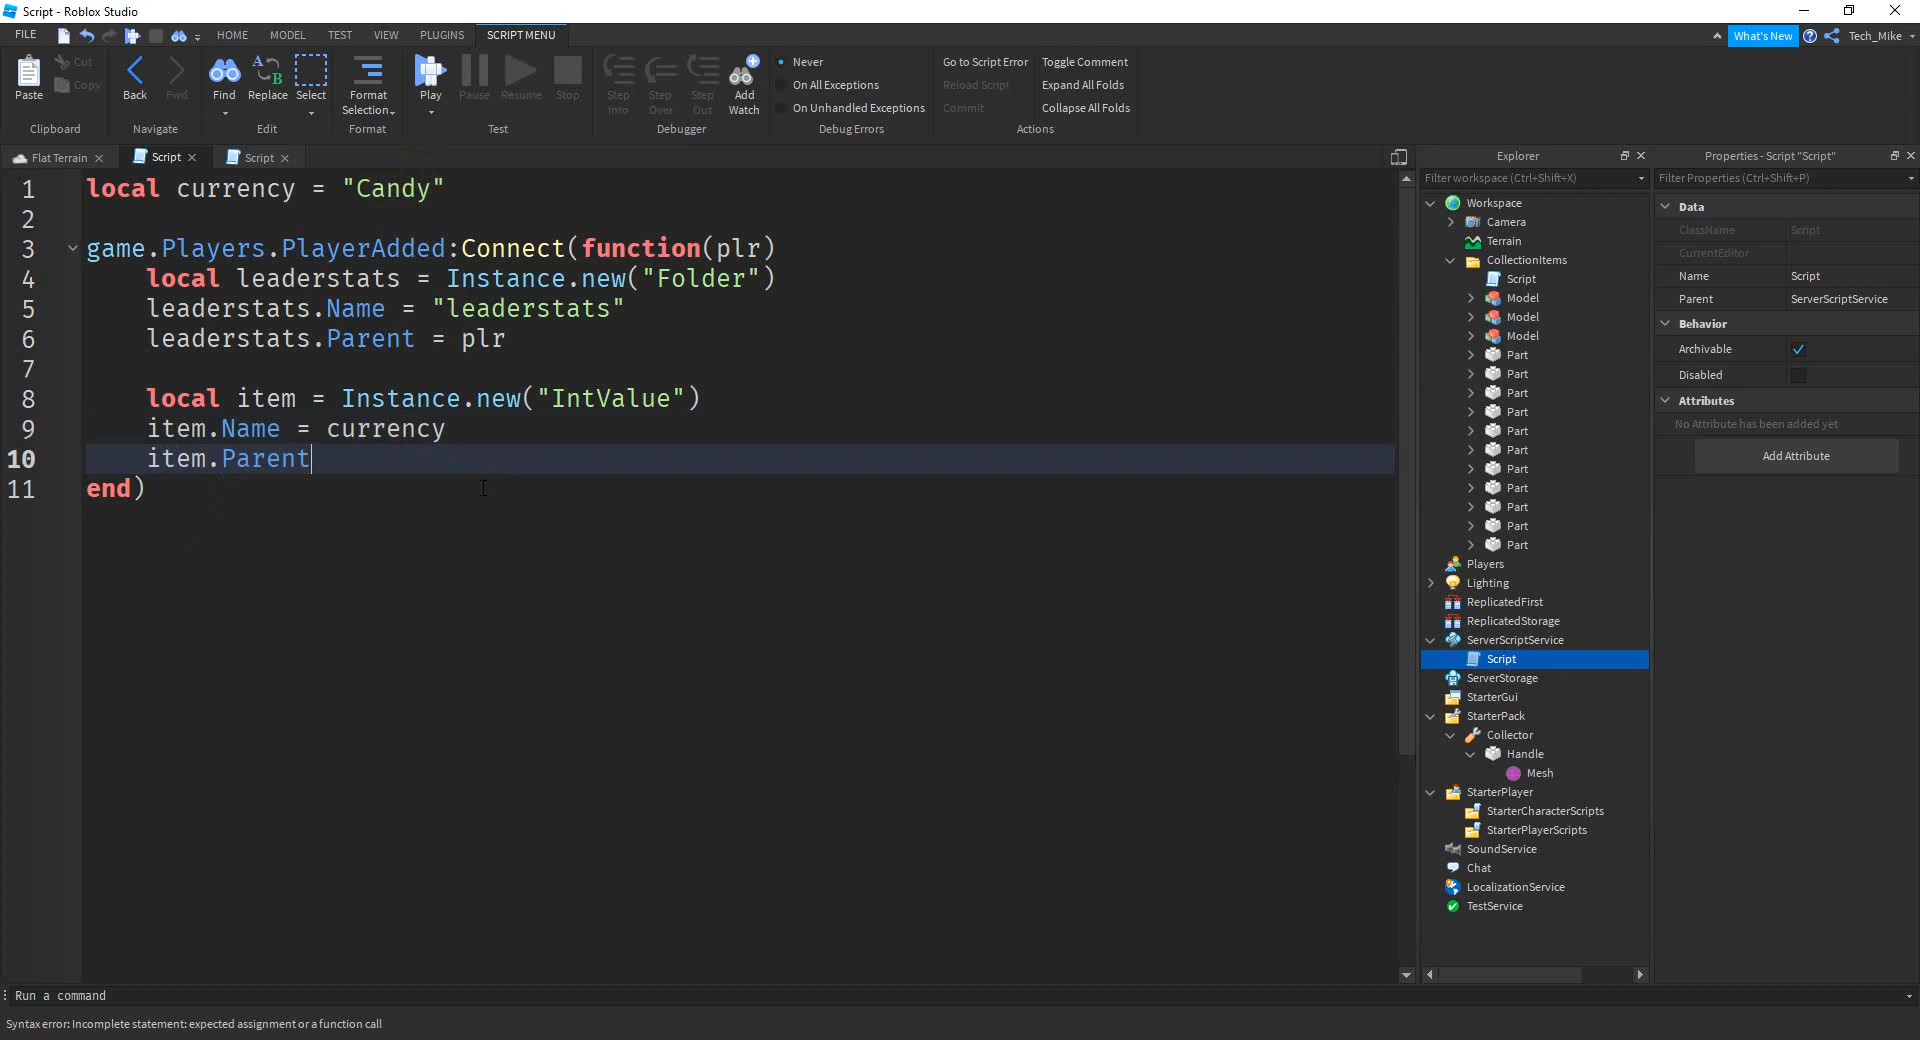 Script - Roblox Studio
FILE HOME MODEL TEST VIEW PLUGINS SCRIPT MENU What's New Tech_Mike
Paste Cut Copy Clipboard
Back Fwd Navigate
Find Replace Select Edit
Format Selection Format
Play Pause Resume Stop Test
Step Into Step Over Step Out Add Watch Debugger
Never
On All Exceptions
On Unhandled Exceptions
Debug Errors
Go to Script Error Toggle Comment
Reload Script Expand All Folds
Commit Collapse All Folds
Actions
Flat Terrain Script Script
1 local currency = "Candy"
2
3 game.Players.PlayerAdded:Connect(function(plr)
4 local leaderstats = Instance.new("Folder")
5 leaderstats.Name = "leaderstats"
6 leaderstats.Parent = plr
7
8 local item = Instance.new("IntValue")
9 item.Name = currency
10 item.Parent
11 end)
Explorer
Filter workspace (Ctrl+Shift+X)
Workspace
Camera
Terrain
CollectionItems
Script
Model
Model
Model
Part
Part
Part
Part
Part
Part
Part
Part
Part
Part
Part
Players
Lighting
ReplicatedFirst
ReplicatedStorage
ServerScriptService
Script
ServerStorage
StarterGui
StarterPack
Collector
Handle
Mesh
StarterPlayer
StarterCharacterScripts
StarterPlayerScripts
SoundService
Chat
LocalizationService
TestService
Properties - Script "Script"
Filter Properties (Ctrl+Shift+P)
Data
ClassName Script
CurrentEditor
Name Script
Parent ServerScriptService
Behavior
Archivable
Disabled
Attributes
No Attribute has been added yet
Add Attribute
Run a command
Syntax error: Incomplete statement: expected assignment or a function call